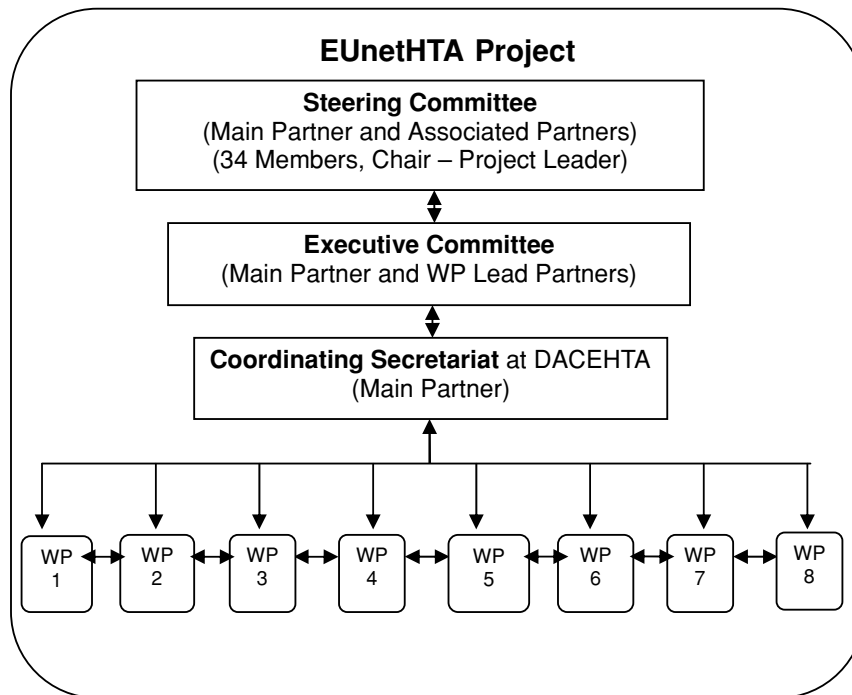 EUnetHTA Project
Steering Committee
(Main Partner and Associated Partners)
(34 Members, Chair – Project Leader)
Executive Committee
(Main Partner and WP Lead Partners)
Coordinating Secretariat at DACEHTA
(Main Partner)
WP
1
WP
2
WP
3
WP
4
WP
5
WP
6
WP
7
WP
8